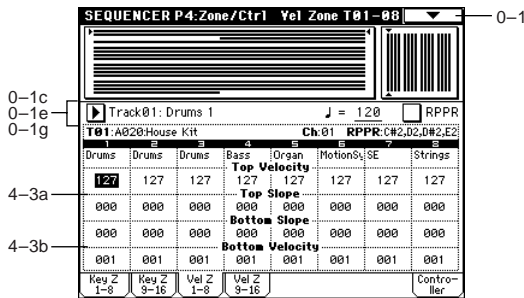 SEQUENCER P4:Zone/Ctrl Vel Zone T01-08
0–1
0–1c
0–1e
0–1g
Track01: Drums 1
♩ = 120
RPPR
T01:A020:House Kit
Ch:01 RPPR:C#2,D2,D#2,E2
1 2 3 4 5 6 7 8
Drums Drums Drums Bass Organ MotionSy SE Strings
Top Velocity
127 127 127 127 127 127 127 127
4–3a
Top Slope
000 000 000 000 000 000 000 000
Bottom Slope
000 000 000 000 000 000 000 000
4–3b
Bottom Velocity
001 001 001 001 001 001 001 001
Key Z 1-8
Key Z 9-16
Vel Z 1-8
Vel Z 9-16
Contro-
ller